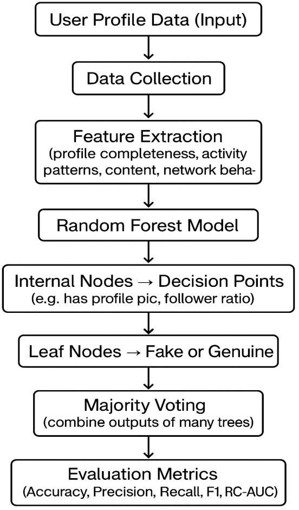 User Profile Data (Input)
Data Collection
Feature Extraction
(profile completeness, activity
patterns, content, network beha-
Random Forest Model
Internal Nodes → Decision Points
(e.g. has profile pic, follower ratio)
Leaf Nodes → Fake or Genuine
Majority Voting
(combine outputs of many trees)
Evaluation Metrics
(Accuracy, Precision, Recall, F1, RC-AUC)